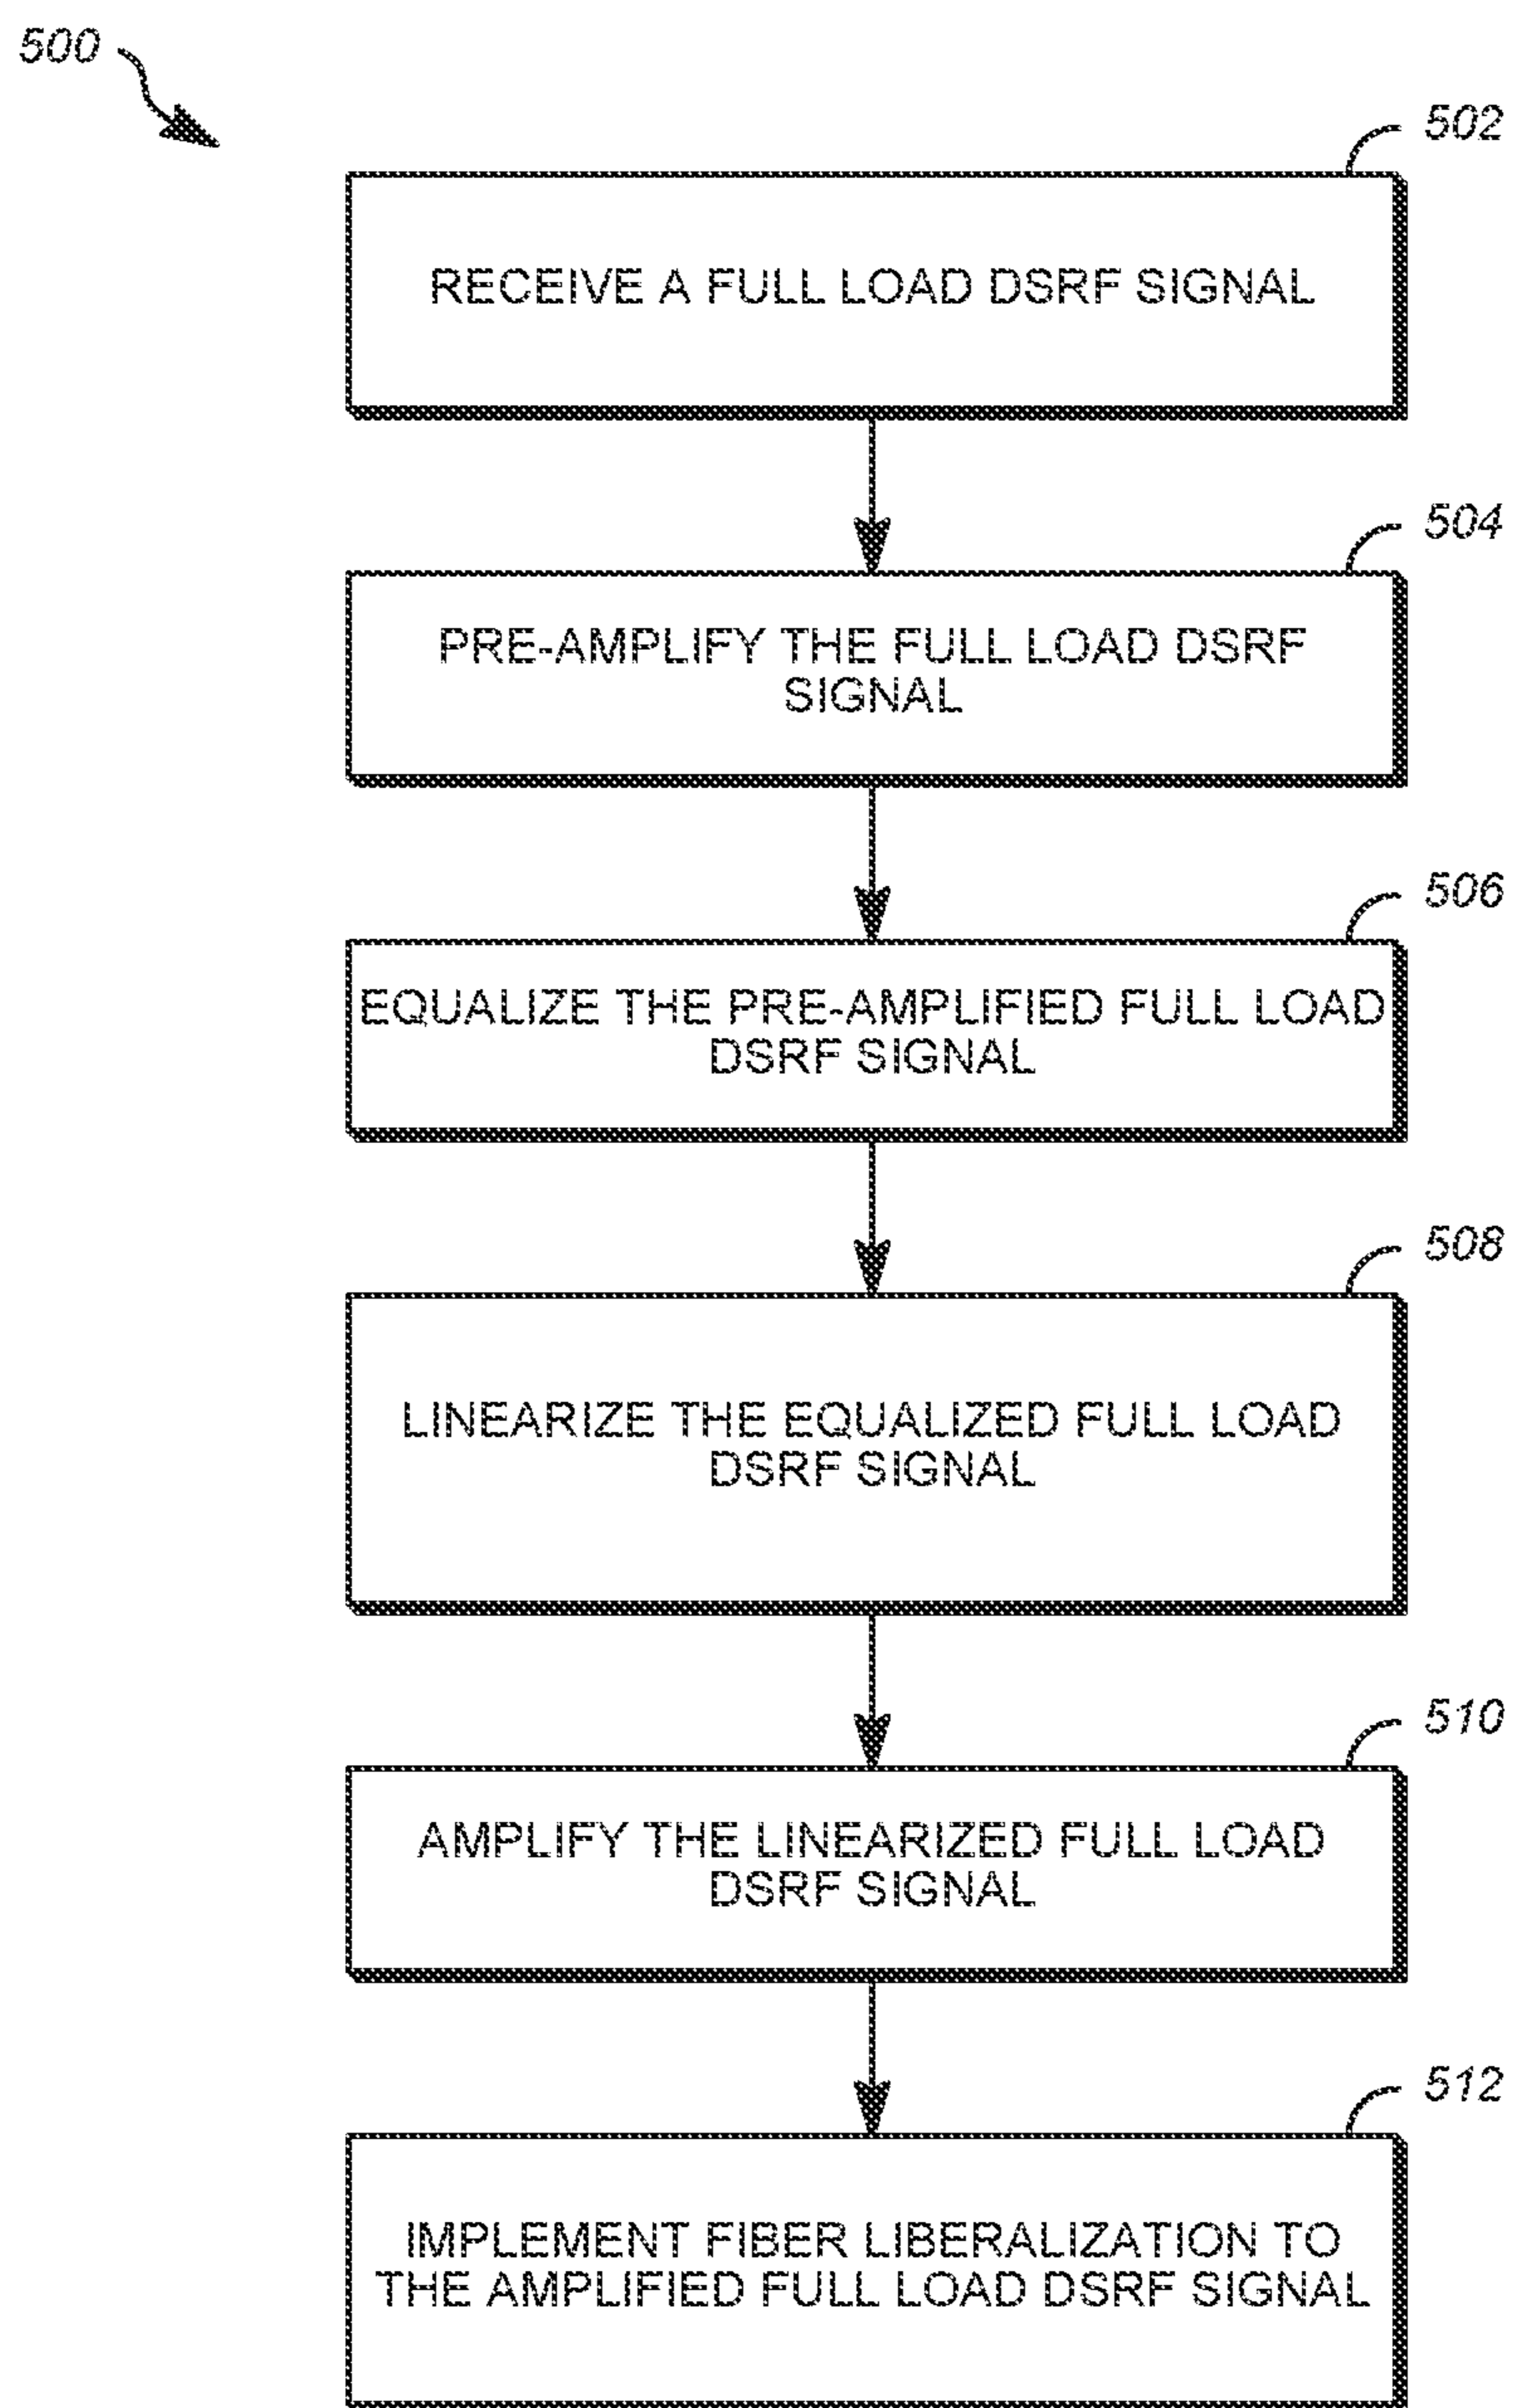 500
502
RECEIVE A FULL LOAD DSRF SIGNAL
504
PRE-AMPLIFY THE FULL LOAD DSRF
SIGNAL
506
EQUALIZE THE PRE-AMPLIFIED FULL LOAD
DSRF SIGNAL
508
LINEARIZE THE EQUALIZED FULL LOAD
DSRF SIGNAL
510
AMPLIFY THE LINEARIZED FULL LOAD
DSRF SIGNAL
512
IMPLEMENT FIBER LIBERALIZATION TO
THE AMPLIFIED FULL LOAD DSRF SIGNAL